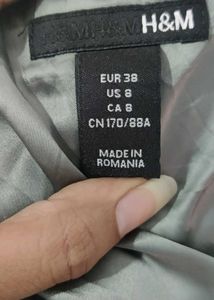 H&M H&M H&M
EUR 38
US 8
CA 8
CN 170/88A
MADE IN
ROMANIA